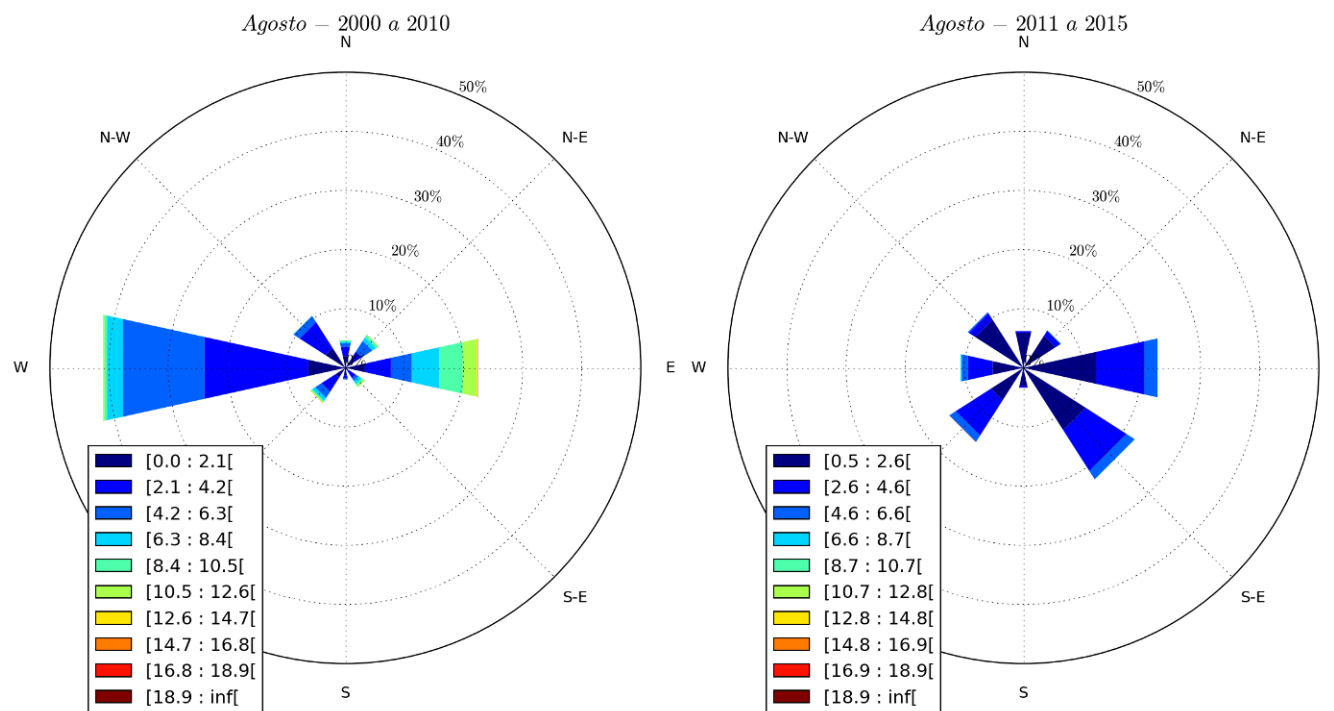 Agosto − 2000 a 2010
N
50%
N-W
N-E
40%
30%
20%
10%
W
E
[0.0 : 2.1[
[2.1 : 4.2[
[4.2 : 6.3[
[6.3 : 8.4[
[8.4 : 10.5[
[10.5 : 12.6[
[12.6 : 14.7[
[14.7 : 16.8[
[16.8 : 18.9[
[18.9 : inf[
S-E
S
Agosto − 2011 a 2015
N
50%
N-W
N-E
40%
30%
20%
10%
W
[0.5 : 2.6[
[2.6 : 4.6[
[4.6 : 6.6[
[6.6 : 8.7[
[8.7 : 10.7[
[10.7 : 12.8[
[12.8 : 14.8[
[14.8 : 16.9[
[16.9 : 18.9[
[18.9 : inf[
S-E
S